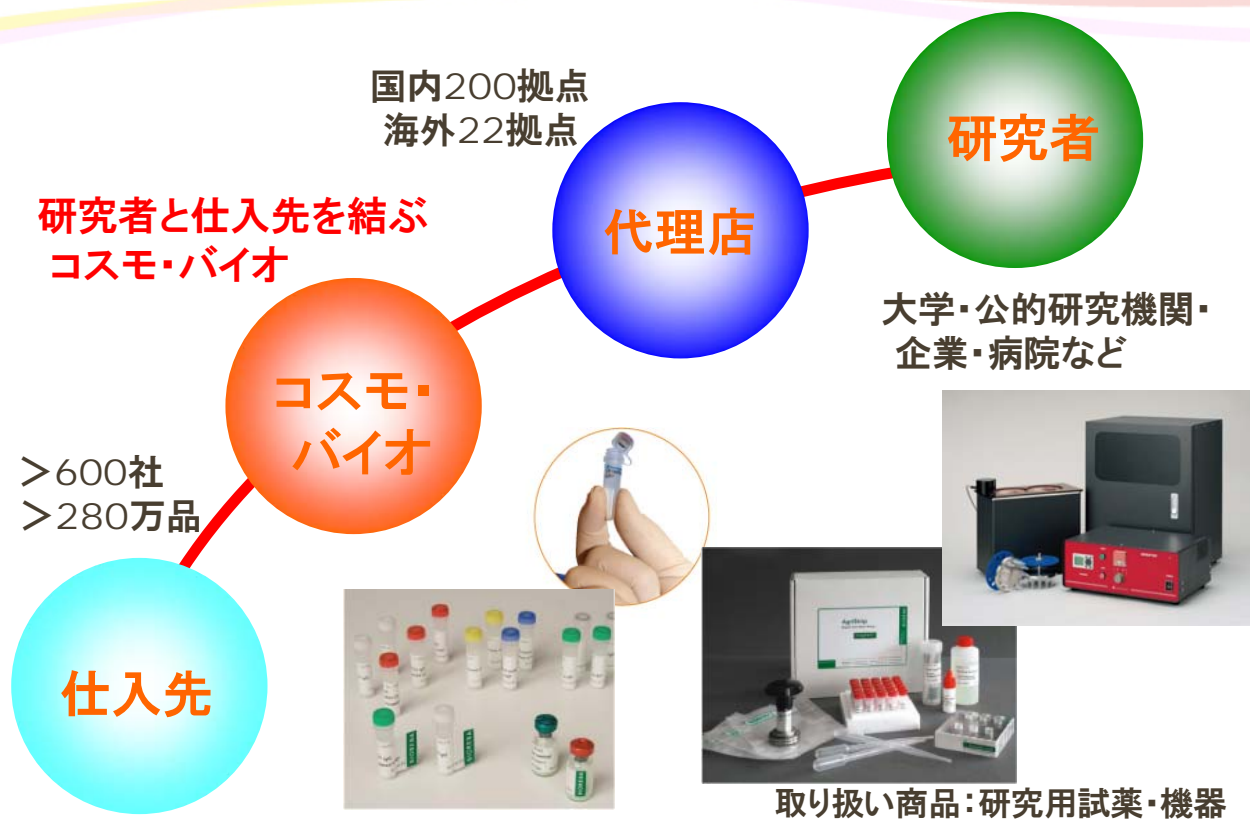 国内200拠点
海外22拠点
研究者
代理店
研究者と仕入先を結ぶ
コスモ・バイオ
大学・公的研究機関・
企業・病院など
コスモ・
バイオ
＞600社
＞280万品
仕入先
AgriStrip
BIOREBA
BIOREBA
取り扱い商品：研究用試薬・機器